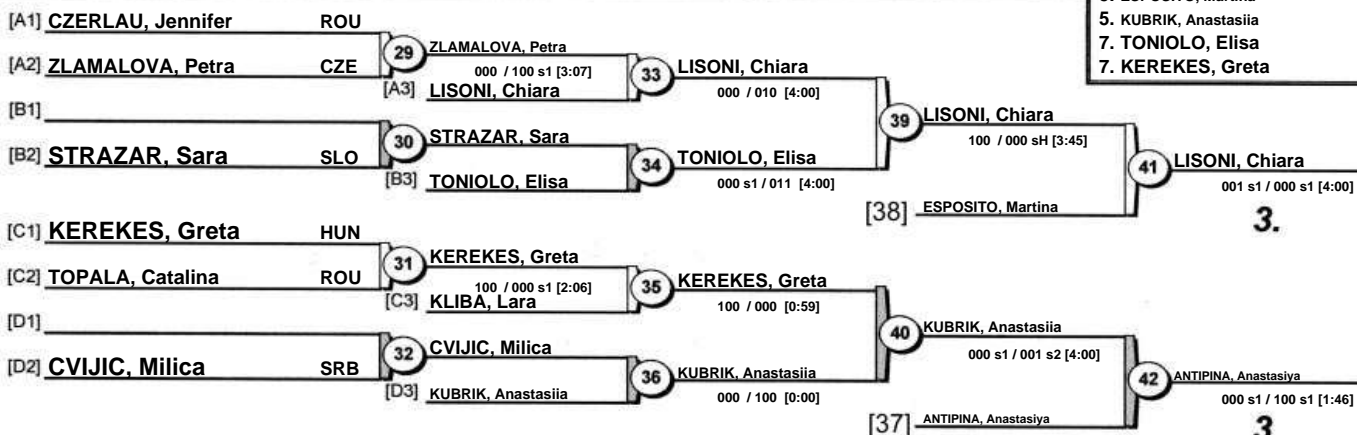 5. KUBRIK, Anastasiia
7. TONIOLO, Elisa
7. KEREKES, Greta
[A1] CZERLAU, Jennifer ROU
[A2] ZLAMALOVA, Petra CZE
29 ZLAMALOVA, Petra
000 / 100 s1 [3:07]
[A3] LISONI, Chiara
33 LISONI, Chiara
000 / 010 [4:00]
[B1]
[B2] STRAZAR, Sara SLO
30 STRAZAR, Sara
[B3] TONIOLO, Elisa
34 TONIOLO, Elisa
000 s1 / 011 [4:00]
39 LISONI, Chiara
100 / 000 sH [3:45]
[38] ESPOSITO, Martina
41 LISONI, Chiara
001 s1 / 000 s1 [4:00]
3.
[C1] KEREKES, Greta HUN
[C2] TOPALA, Catalina ROU
31 KEREKES, Greta
100 / 000 s1 [2:06]
[C3] KLIBA, Lara
35 KEREKES, Greta
100 / 000 [0:59]
[D1]
[D2] CVIJIC, Milica SRB
32 CVIJIC, Milica
[D3] KUBRIK, Anastasiia
36 KUBRIK, Anastasiia
000 / 100 [0:00]
40 KUBRIK, Anastasiia
000 s1 / 001 s2 [4:00]
[37] ANTIPINA, Anastasiya
42 ANTIPINA, Anastasiya
000 s1 / 100 s1 [1:46]
3